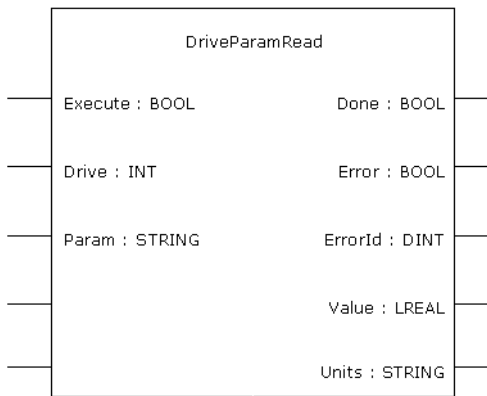 DriveParamRead
Execute : BOOL Done : BOOL
Drive : INT Error : BOOL
Param : STRING ErrorId : DINT
Value : LREAL
Units : STRING